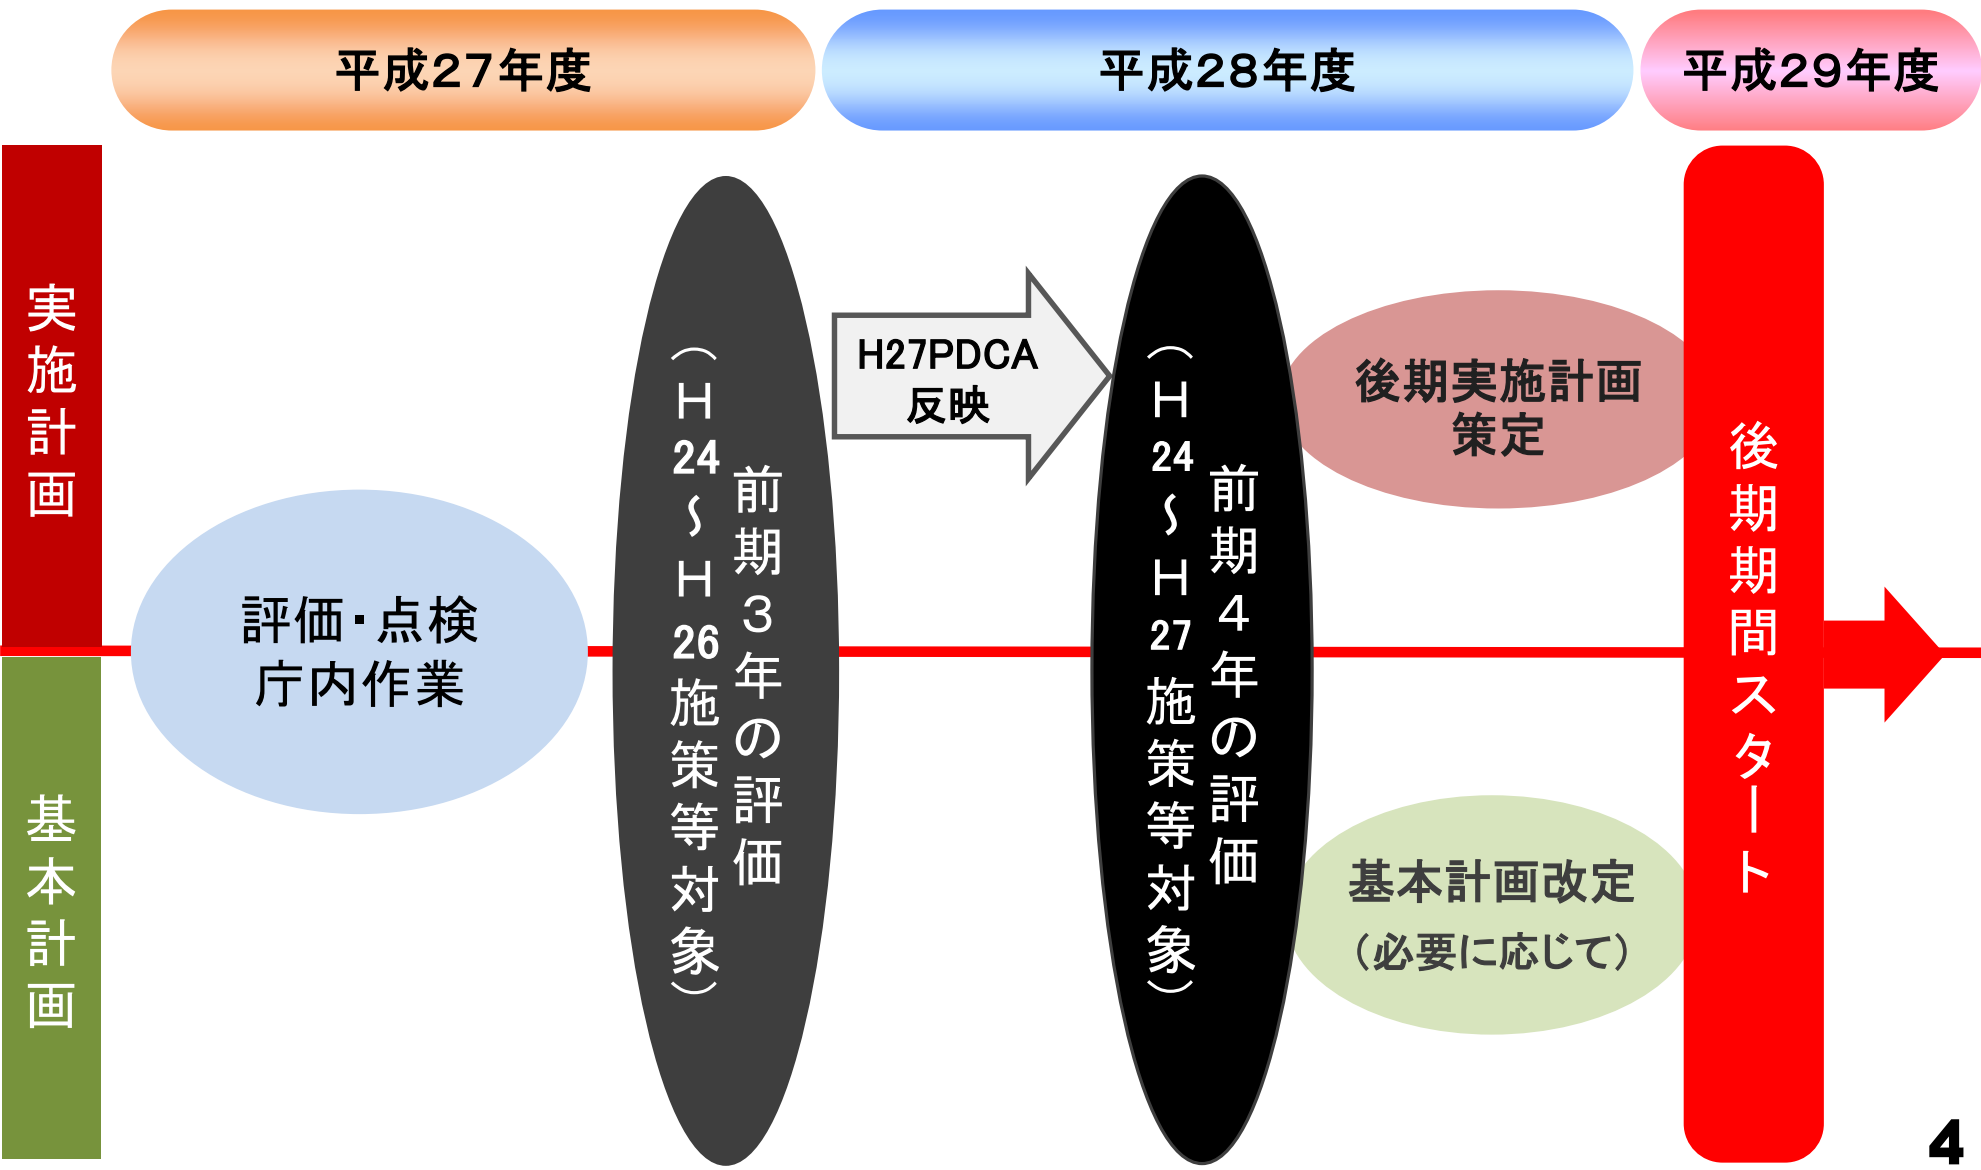 平成27年度
平成28年度
平成29年度
実施計画
基本計画
評価・点検
庁内作業
前期３年の評価
（Ｈ24～Ｈ26施策等対象）
H27PDCA
反映
前期４年の評価
（Ｈ24～Ｈ27施策等対象）
後期実施計画
策定
基本計画改定
（必要に応じて）
後期期間スタート
4